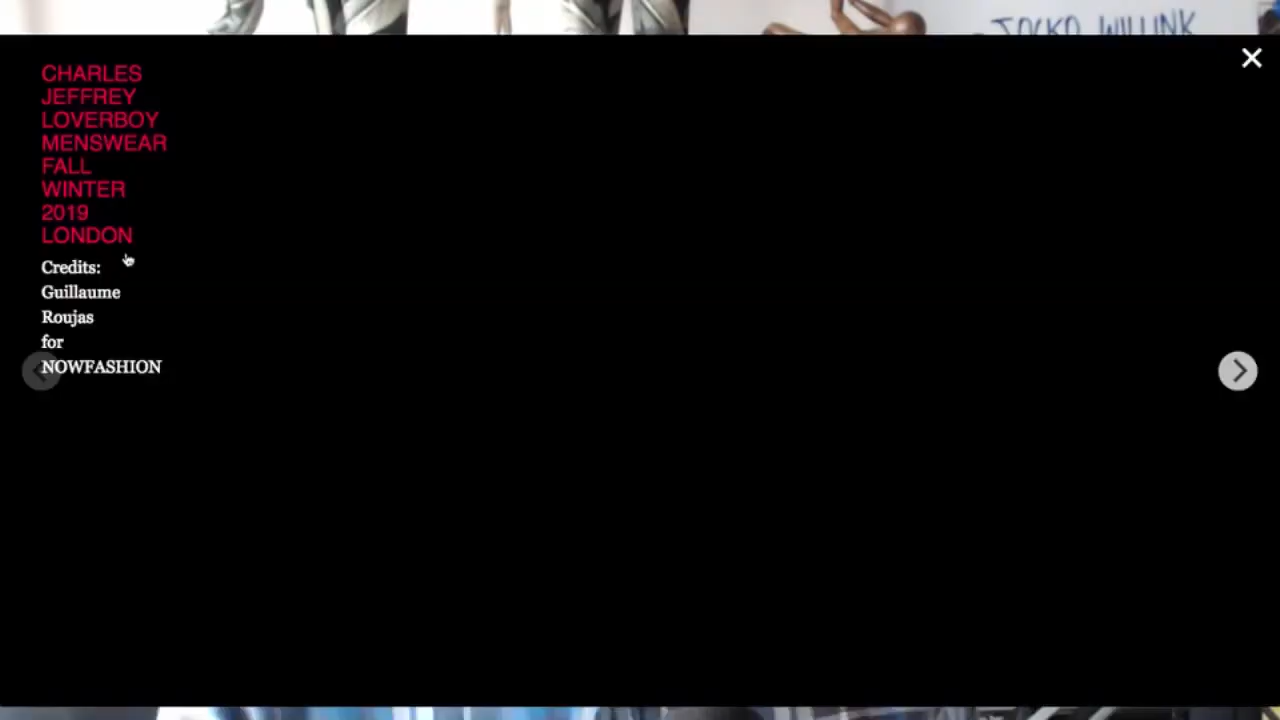 - JOCKO WILLINK
CHARLES
JEFFREY
LOVERBOY
MENSWEAR
FALL
WINTER
2019
LONDON
Credits:
Guillaume
Roujas
for
NOWFASHION